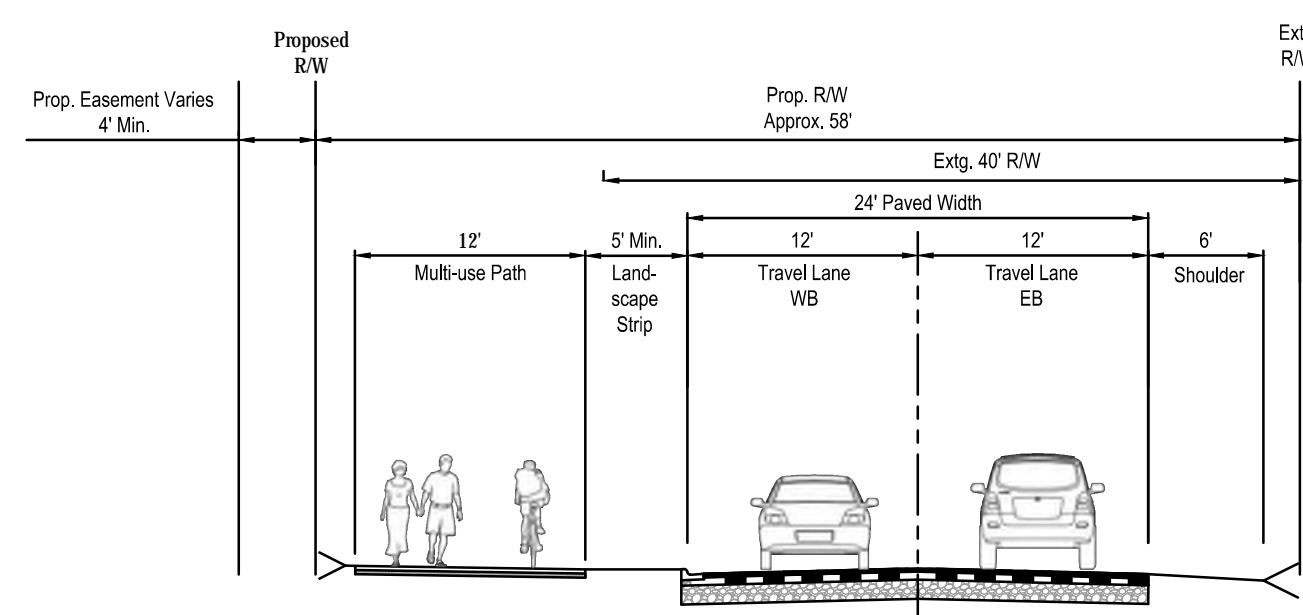 Proposed
R/W
Ext
R/W
Prop. Easement Varies
4' Min.
Prop. R/W
Approx. 58'
Extg. 40' R/W
24' Paved Width
12'
Multi-use Path
5' Min.
Land-
scape
Strip
12'
Travel Lane
WB
12'
Travel Lane
EB
6'
Shoulder